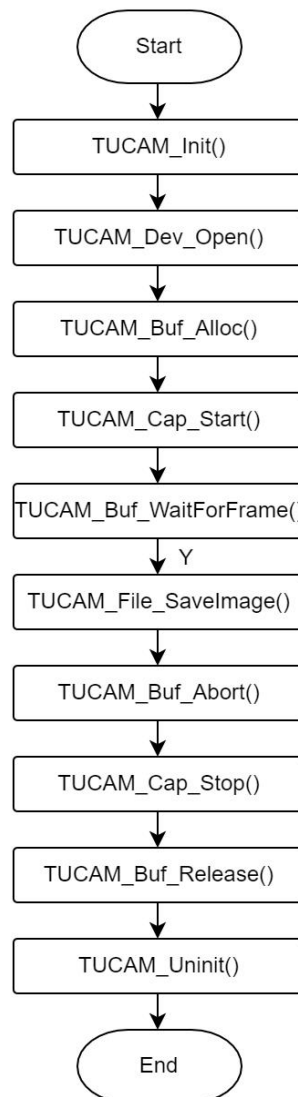 Start
TUCAM_Init()
TUCAM_Dev_Open()
TUCAM_Buf_Alloc()
TUCAM_Cap_Start()
TUCAM_Buf_WaitForFrame()
Y
TUCAM_File_SaveImage()
TUCAM_Buf_Abort()
TUCAM_Cap_Stop()
TUCAM_Buf_Release()
TUCAM_Uninit()
End